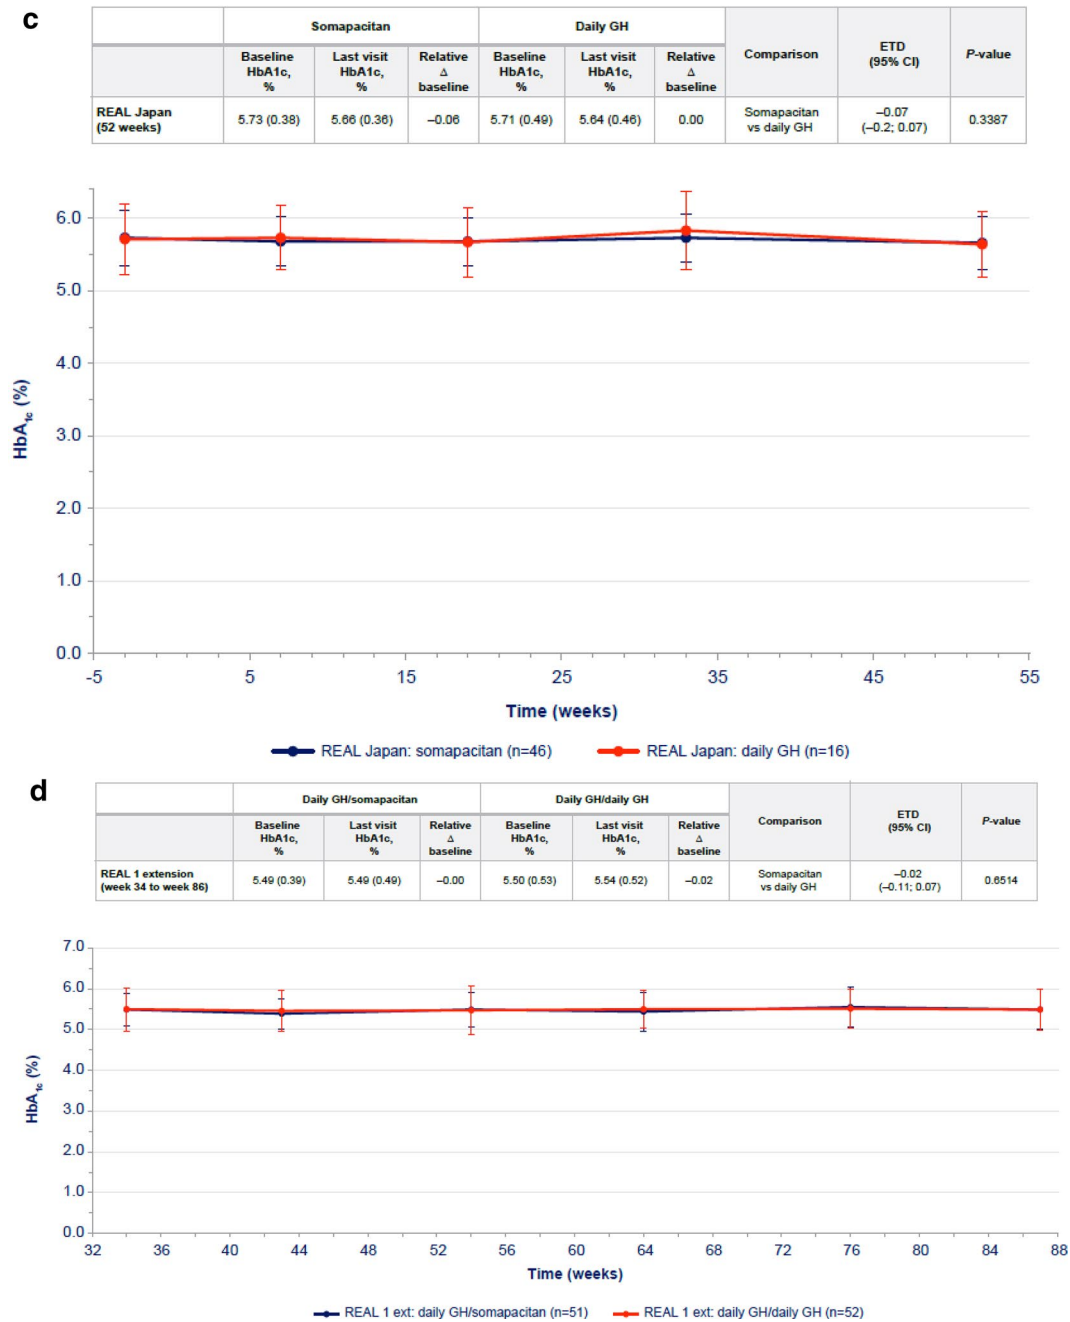 c
Somapacitan Daily GH Comparison ETD (95% CI) P-value
Baseline HbA1c, % Last visit HbA1c, % Relative Δ baseline Baseline HbA1c, % Last visit HbA1c, % Relative Δ baseline
REAL Japan (52 weeks) 5.73 (0.38) 5.66 (0.36) –0.06 5.71 (0.49) 5.64 (0.46) 0.00 Somapacitan vs daily GH –0.07 (–0.2; 0.07) 0.3387
6.0
5.0
4.0
3.0
2.0
1.0
0.0
HbA1c (%)
-5 5 15 25 35 45 55
Time (weeks)
REAL Japan: somapacitan (n=46) REAL Japan: daily GH (n=16)
d
Daily GH/somapacitan Daily GH/daily GH Comparison ETD (95% CI) P-value
Baseline HbA1c, % Last visit HbA1c, % Relative Δ baseline Baseline HbA1c, % Last visit HbA1c, % Relative Δ baseline
REAL 1 extension (week 34 to week 86) 5.49 (0.39) 5.49 (0.49) –0.00 5.50 (0.53) 5.54 (0.52) –0.02 Somapacitan vs daily GH –0.02 (–0.11; 0.07) 0.6514
7.0
6.0
5.0
4.0
3.0
2.0
1.0
0.0
HbA1c (%)
32 36 40 44 48 52 56 60 64 68 72 76 80 84 88
Time (weeks)
REAL 1 ext: daily GH/somapacitan (n=51) REAL 1 ext: daily GH/daily GH (n=52)